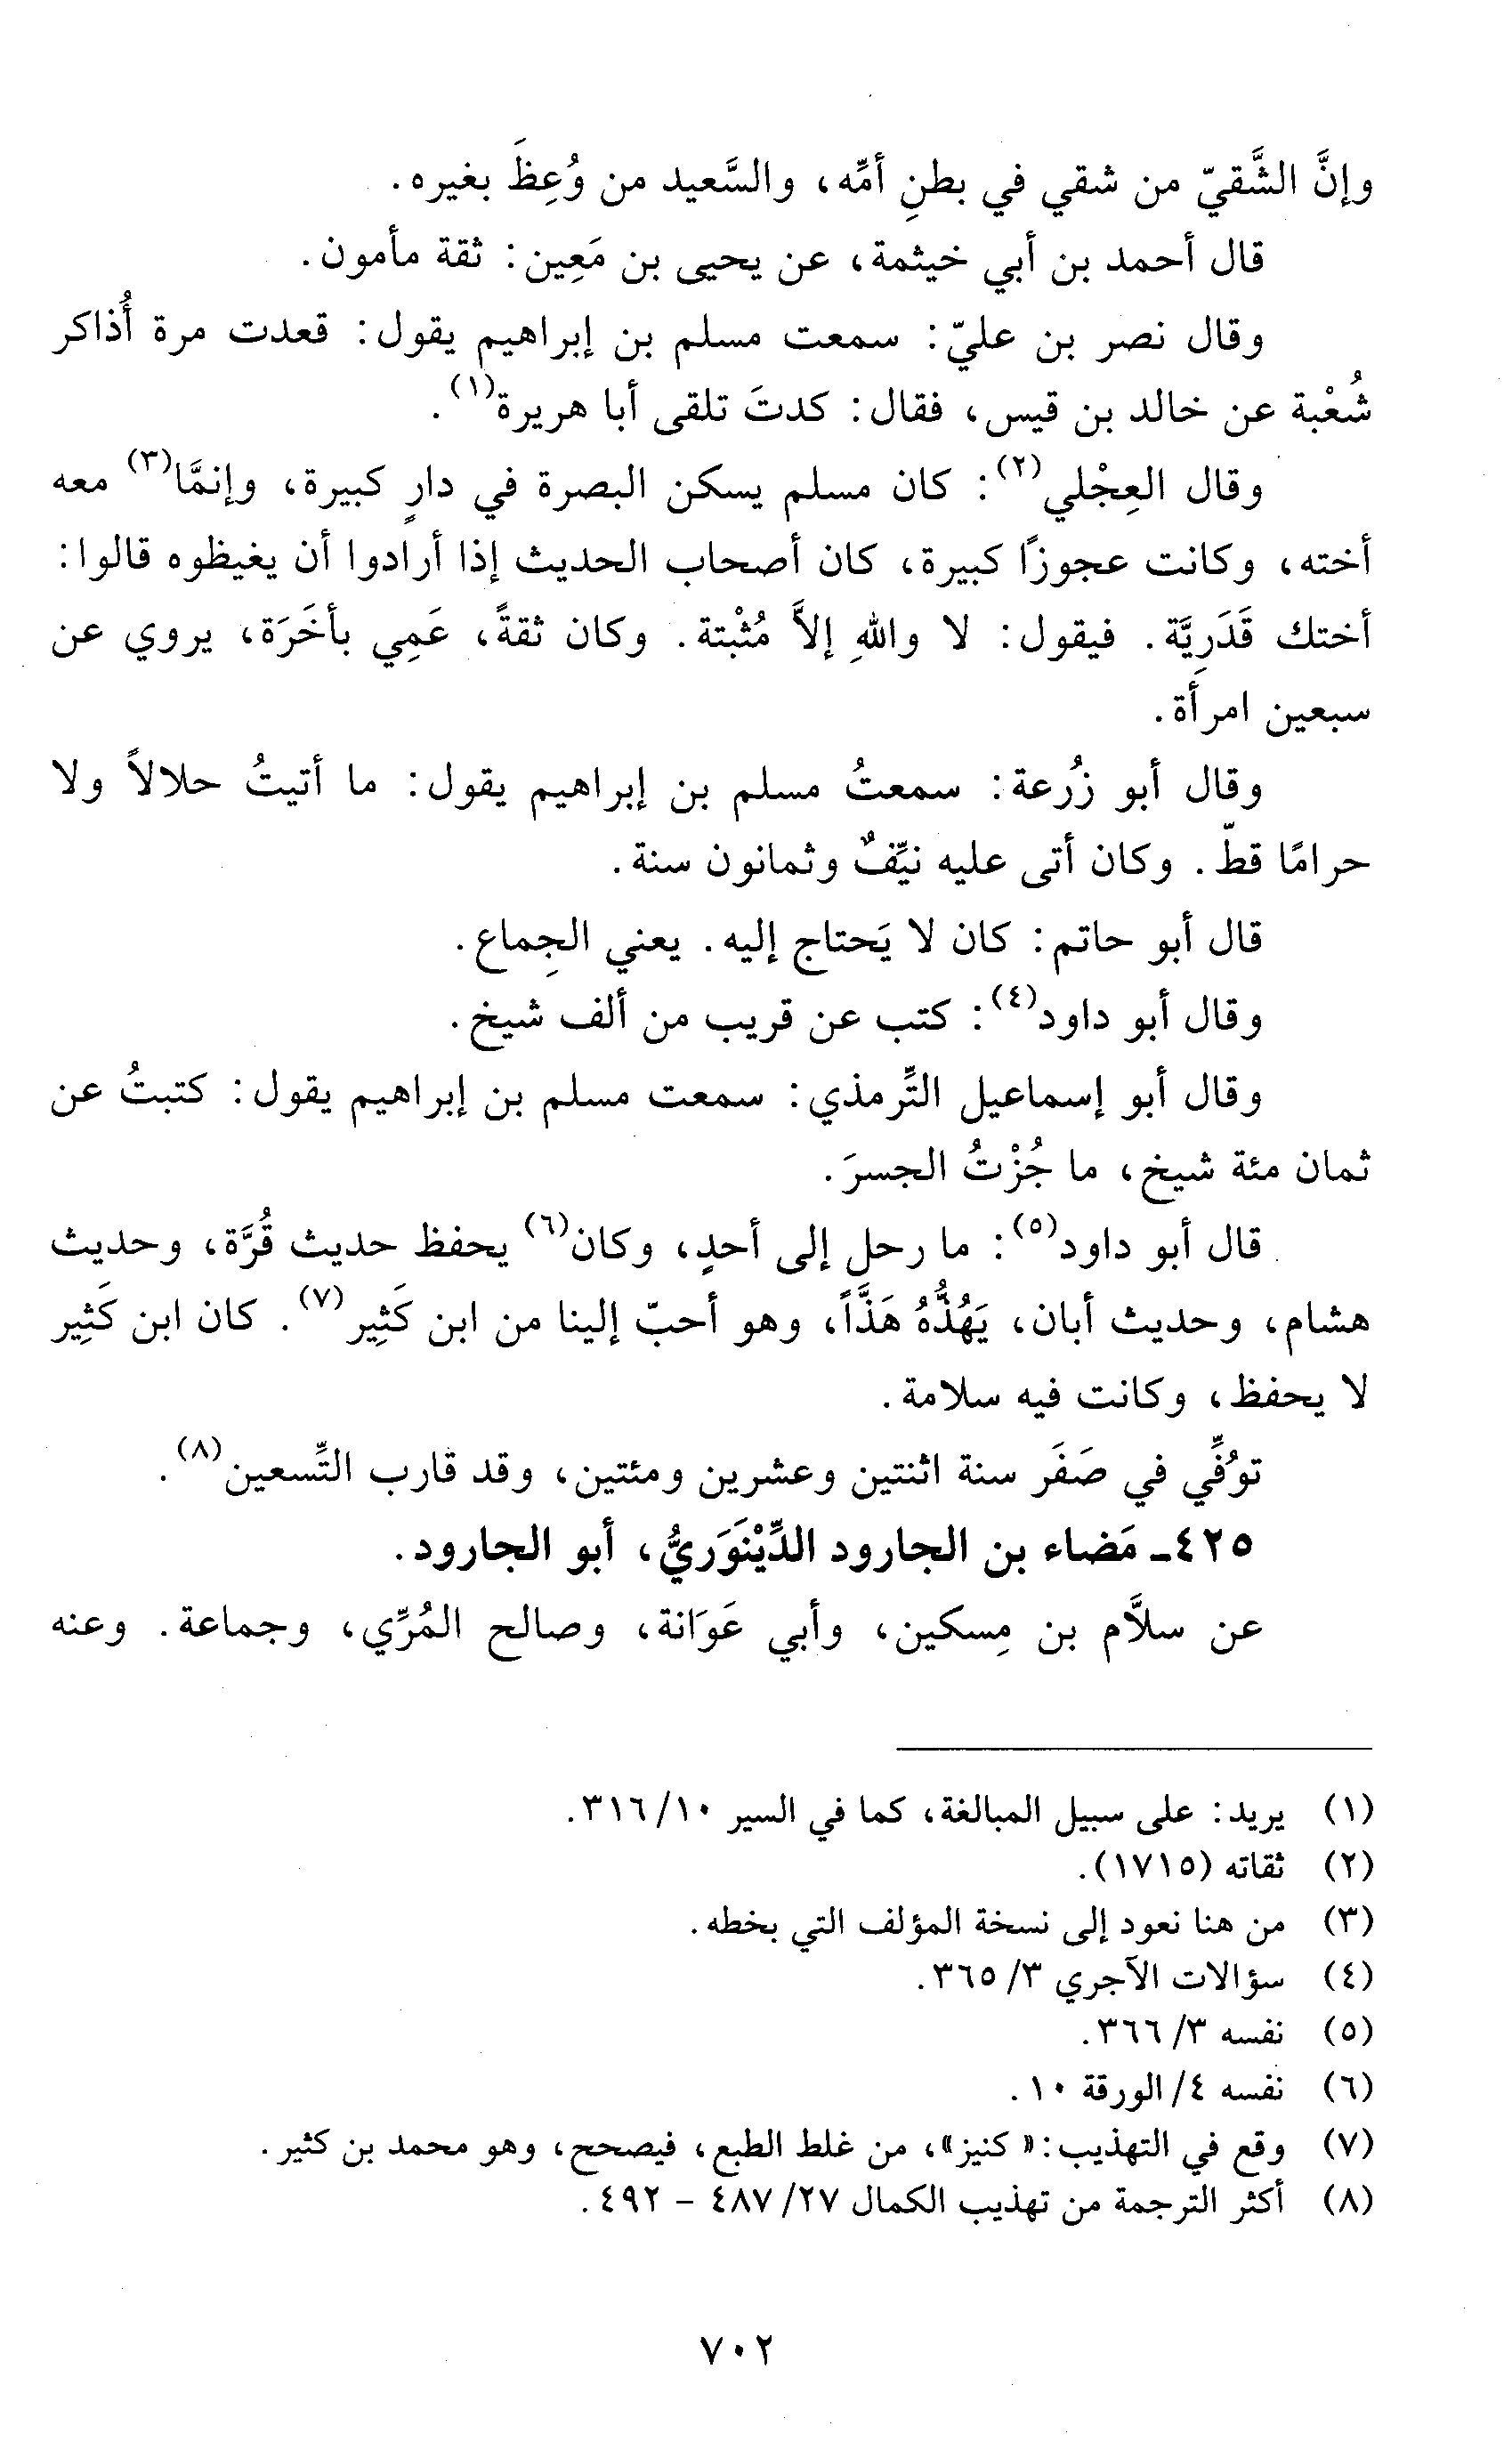 وإنَّ الشَّقيّ من شقي في بطنِ أمِّه، والسَّعيد من وُعِظَ بغيره.
قال أحمد بن أبي خيثمة، عن يحيى بن مَعِين: ثقة مأمون.
وقال نصر بن عليّ: سمعت مسلم بن إبراهيم يقول: قعدت مرة أُذاكر
شُعْبة عن خالد بن قيس، فقال: كدتَ تلقى أبا هريرة(١).
وقال العِجْلي(٢): كان مسلم يسكن البصرة في دارٍ كبيرة، وإنمَّا(٣) معه
أخته، وكانت عجوزًا كبيرة، كان أصحاب الحديث إذا أرادوا أن يغيظوه قالوا:
أختك قَدَرِيَّة. فيقول: لا واللهِ إلاَّ مُثْبتة. وكان ثقةً، عَمِي بأَخَرَة، يروي عن
سبعين امرأة.
وقال أبو زُرعة: سمعتُ مسلم بن إبراهيم يقول: ما أتيتُ حلالاً ولا
حرامًا قطّ. وكان أتى عليه نيِّفٌ وثمانون سنة.
قال أبو حاتم: كان لا يَحتاج إليه. يعني الجِماع.
وقال أبو داود(٤): كتب عن قريب من ألف شيخ.
وقال أبو إسماعيل التِّرمذي: سمعت مسلم بن إبراهيم يقول: كتبتُ عن
ثمان مئة شيخ، ما جُزْتُ الجسرَ.
قال أبو داود(٥): ما رحل إلى أحدٍ، وكان(٦) يحفظ حديث قُرَّة، وحديث
هشام، وحديث أبان، يَهُذُّهُ هَذَّاً، وهو أحبّ إلينا من ابن كَثِير(٧). كان ابن كَثِير
لا يحفظ، وكانت فيه سلامة.
توُفِّي في صَفَر سنة اثنتين وعشرين ومئتين، وقد قارب التِّسعين(٨).
٤٢٥ـ مَضاء بن الجارود الدِّيْنَوَريُّ، أبو الجارود.
عن سلاَّم بن مِسكين، وأبي عَوَانة، وصالح المُرِّي، وجماعة. وعنه
(١) يريد: على سبيل المبالغة، كما في السير ١٠/ ٣١٦.
(٢) ثقاته (١٧١٥).
(٣) من هنا نعود إلى نسخة المؤلف التي بخطه.
(٤) سؤالات الآجري ٣/ ٣٦٥.
(٥) نفسه ٣/ ٣٦٦.
(٦) نفسه ٤/ الورقة ١٠.
(٧) وقع في التهذيب: «كنيز»، من غلط الطبع، فيصحح، وهو محمد بن كثير.
(٨) أكثر الترجمة من تهذيب الكمال ٢٧/ ٤٨٧ - ٤٩٢.
٧٠٢